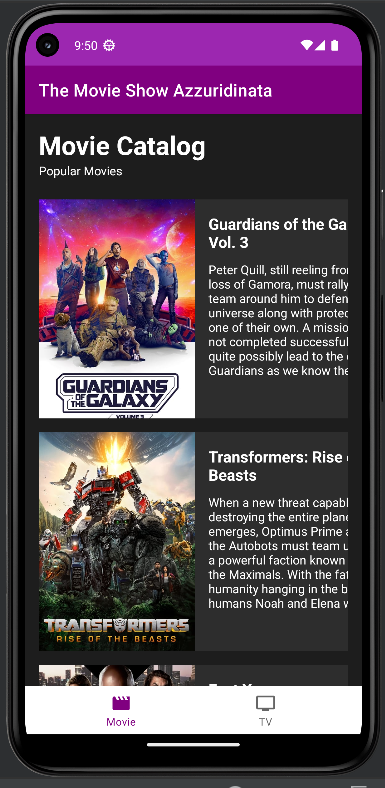 9:50
The Movie Show Azzuridinata
Movie Catalog
Popular Movies
Guardians of the Ga
Vol. 3
Peter Quill, still reeling from
loss of Gamora, must rally
team around him to defen
universe along with protec
one of their own. A missio
not completed successful
quite possibly lead to the
Guardians as we know the
GUARDIANS
OF THE
GALAXY
VOLUME 3
Transformers: Rise
Beasts
When a new threat capabl
destroying the entire plane
emerges, Optimus Prime a
the Autobots must team u
a powerful faction known
the Maximals. With the fat
humanity hanging in the b
humans Noah and Elena w
TRANSFORMERS
RISE OF THE BEASTS
Movie
TV